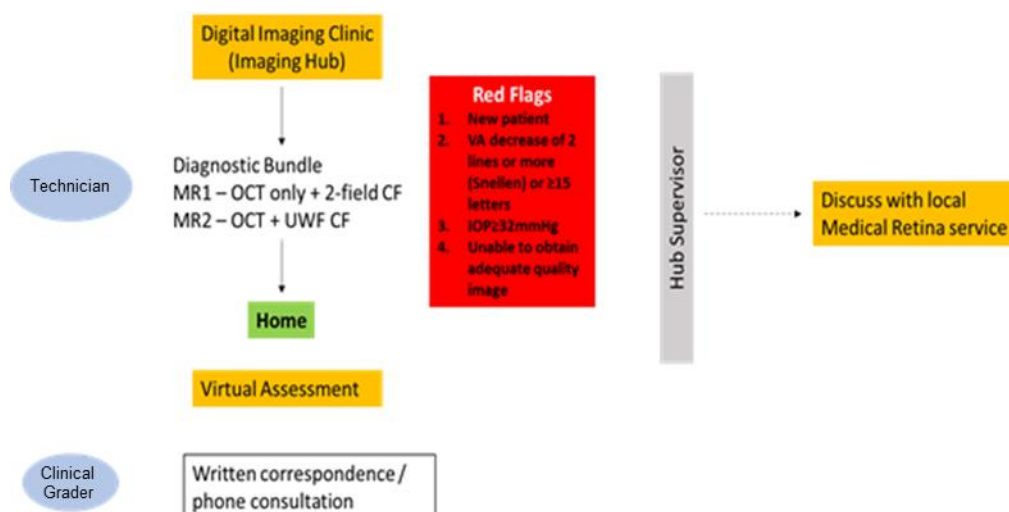 Digital Imaging Clinic
(Imaging Hub)
Technician
Diagnostic Bundle
MR1 – OCT only + 2-field CF
MR2 – OCT + UWF CF
Home
Virtual Assessment
Clinical
Grader
Written correspondence /
phone consultation
Red Flags
1. New patient
2. VA decrease of 2
lines or more
(Snellen) or ≥15
letters
3. IOP≥32mmHg
4. Unable to obtain
adequate quality
image
Hub Supervisor
Discuss with local
Medical Retina service